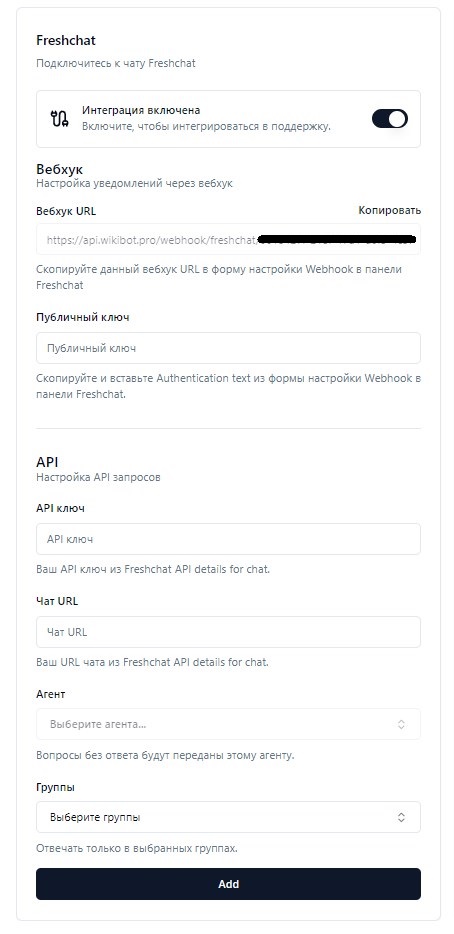 Freshchat
Подключитесь к чату Freshchat
Интеграция включена
Включите, чтобы интегрироваться в поддержку.
Вебхук
Настройка уведомлений через вебхук
Вебхук URL
Копировать
https://api.wikibot.pro/webhook/freshchat/
Скопируйте данный вебхук URL в форму настройки Webhook в панели
Freshchat
Публичный ключ
Публичный ключ
Скопируйте и вставьте Authentication text из формы настройки Webhook в
панели Freshchat.
API
Настройка API запросов
API ключ
API ключ
Ваш API ключ из Freshchat API details for chat.
Чат URL
Чат URL
Ваш URL чата из Freshchat API details for chat.
Агент
Выберите агента...
Вопросы без ответа будут переданы этому агенту.
Группы
Выберите группы
Отвечать только в выбранных группах.
Add